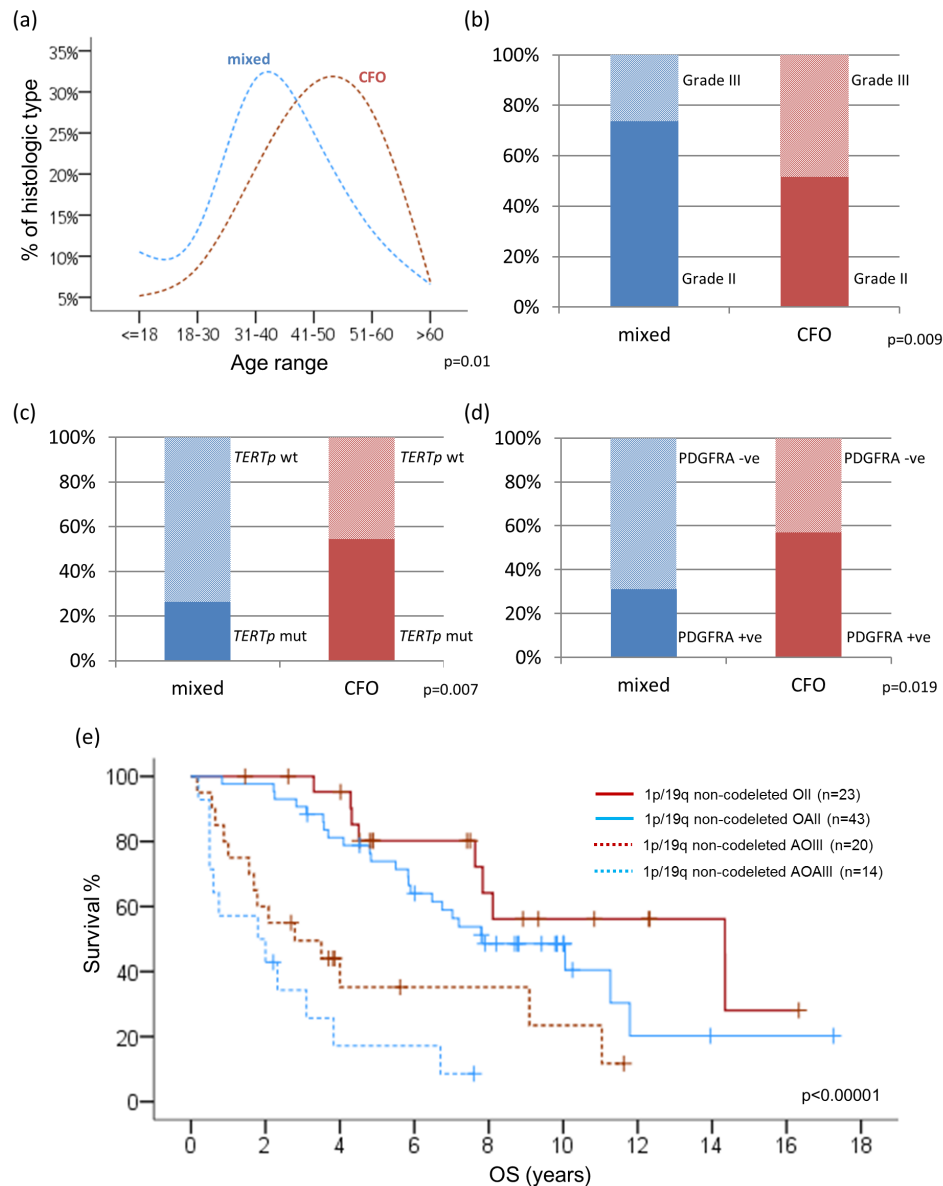 (a)
35%
30%
25%
20%
15%
10%
5%
% of histologic type
mixed
CFO
<=18 18-30 31-40 41-50 51-60 >60
Age range
p=0.01
(b)
100%
80%
60%
40%
20%
0%
Grade III
Grade III
Grade II
Grade II
mixed
CFO
p=0.009
(c)
100%
80%
60%
40%
20%
0%
TERTp wt
TERTp wt
TERTp mut
TERTp mut
mixed
CFO
p=0.007
(d)
100%
80%
60%
40%
20%
0%
PDGFRA -ve
PDGFRA -ve
PDGFRA +ve
PDGFRA +ve
mixed
CFO
p=0.019
(e)
100
80
60
40
20
0
Survival %
1p/19q non-codeleted OII (n=23)
1p/19q non-codeleted OAII (n=43)
1p/19q non-codeleted AOIII (n=20)
1p/19q non-codeleted AOAIII (n=14)
p<0.00001
0 2 4 6 8 10 12 14 16 18
OS (years)